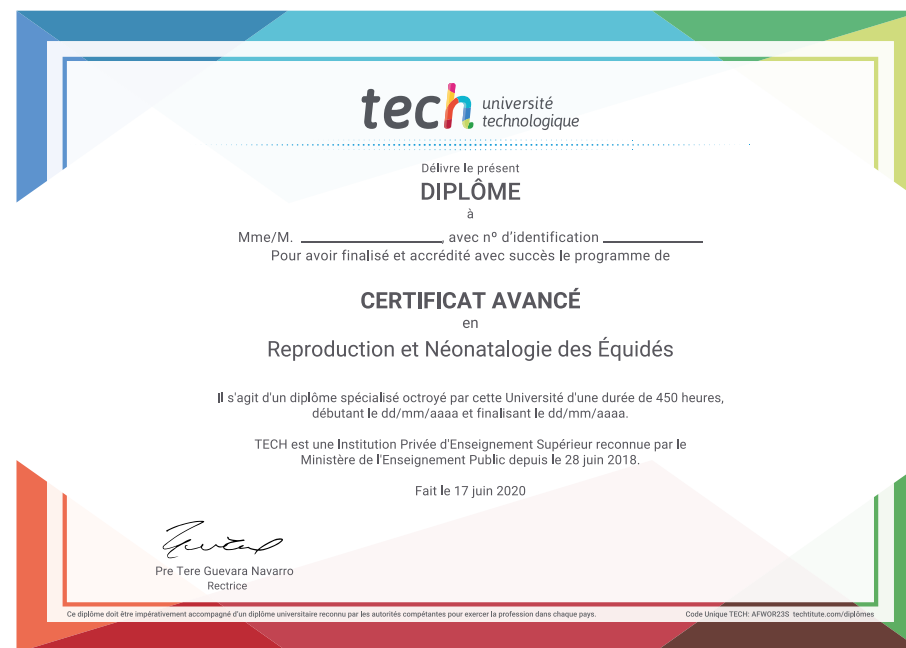 tech université
technologique
Délivre le présent
DIPLÔME
à
Mme/M. ____________________, avec nº d'identification ______________
Pour avoir finalisé et accrédité avec succès le programme de
CERTIFICAT AVANCÉ
en
Reproduction et Néonatalogie des Équidés
Il s'agit d'un diplôme spécialisé octroyé par cette Université d'une durée de 450 heures,
débutant le dd/mm/aaaa et finalisant le dd/mm/aaaa.
TECH est une Institution Privée d'Enseignement Supérieur reconnue par le
Ministère de l'Enseignement Public depuis le 28 juin 2018.
Fait le 17 juin 2020
Pre Tere Guevara Navarro
Rectrice
Ce diplôme doit être impérativement accompagné d'un diplôme universitaire reconnu par les autorités compétentes pour exercer la profession dans chaque pays. Code Unique TECH: AFWOR23S techtitute.com/diplômes